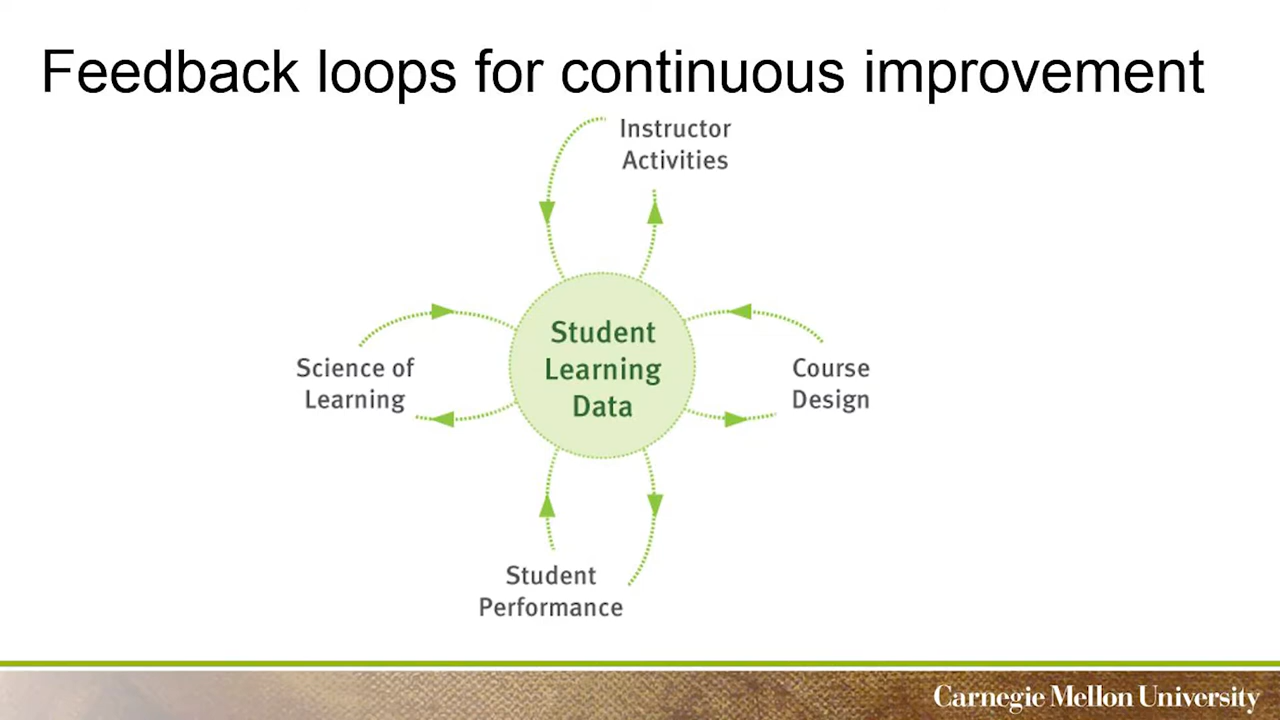 Feedback loops for continuous improvement
Instructor
Activities
Student
Learning
Data
Science of
Learning
Course
Design
Student
Performance
Carnegie Mellon University